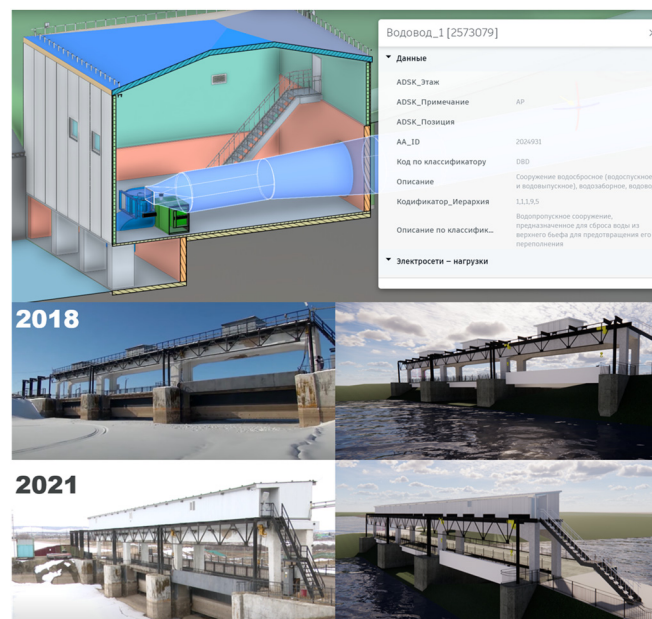 Водовод_1 [2573079]
Данные
ADSK_Этаж
ADSK_Примечание АР
ADSK_Позиция
AA_ID 2024931
Код по классификатору DBD
Описание Сооружение водосбросное (водоспускное
и водовыпускное), водозаборное, водово
Кодификатор_Иерархия 1,1,1,9,5
Описание по классифик... Водопропускное сооружение,
предназначенное для сброса воды из
верхнего бьефа для предотвращения его
переполнения
Электросети – нагрузки
2018
2021